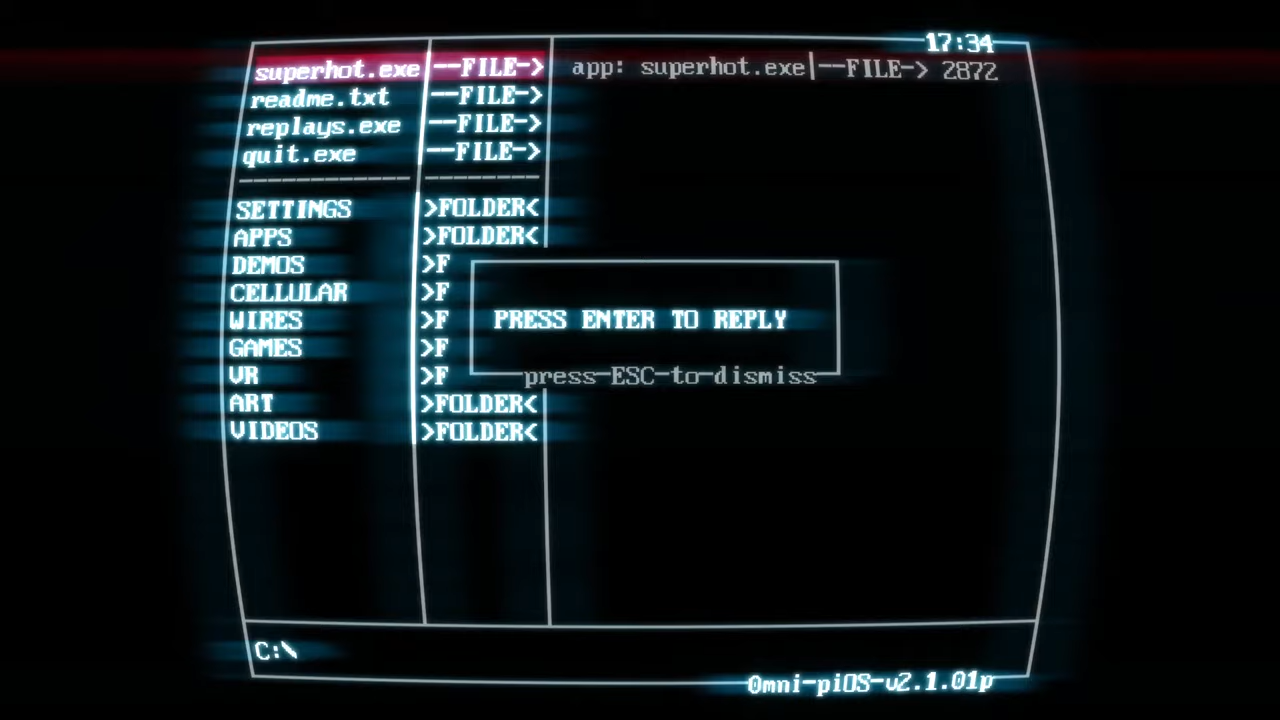 17:34
superhot.exe --FILE-> app: superhot.exe|--FILE-> 2872
readme.txt --FILE->
replays.exe --FILE->
quit.exe --FILE->
SETTINGS >FOLDER<
APPS >FOLDER<
DEMOS >F
CELLULAR >F
WIRES >F PRESS ENTER TO REPLY
GAMES >F
VR >F press-ESC-to-dismiss
ART >FOLDER<
VIDEOS >FOLDER<
C:\
0mni-piOS-v2.1.01p